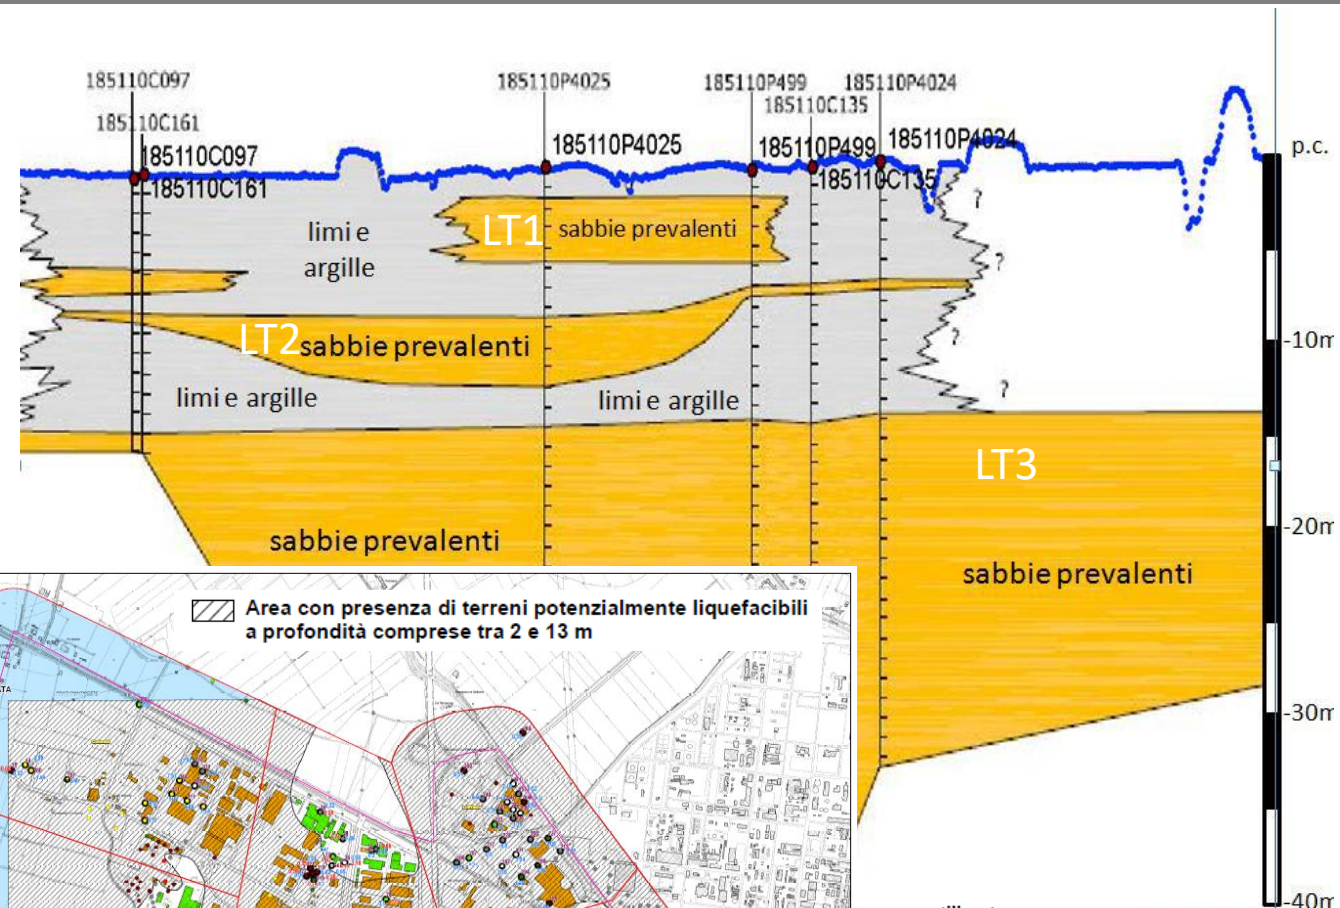 185110C097
185110P4025
185110P499
185110P4024
185110C135
185110C161
185110C097
185110C161
185110P4025
185110P499
185110C135
185110P4024
p.c.
?
?
?
?
limi e
argille
LT1 sabbie prevalenti
LT2 sabbie prevalenti
limi e argille
limi e argille
LT3
sabbie prevalenti
sabbie prevalenti
-10m
-20m
-30m
-40m
Area con presenza di terreni potenzialmente liquefacibili
a profondità comprese tra 2 e 13 m